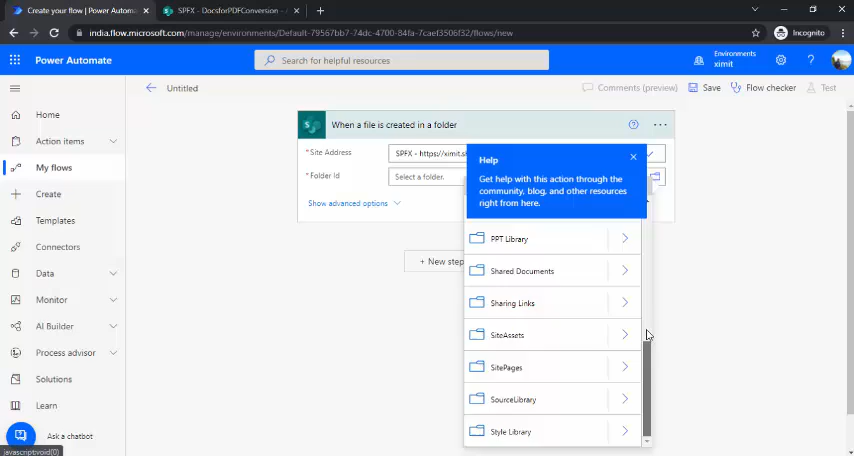 Create your flow | Power Automate
SPFX - DocsforPDFConversion - A
india.flow.microsoft.com/manage/environments/Default-79567bb7-74dc-4700-84fa-7caef3506f32/flows/new
Incognito
Power Automate
Search for helpful resources
Environments
ximit
Untitled
Comments (preview)
Save
Flow checker
Test
Home
Action items
My flows
Create
Templates
Connectors
Data
Monitor
AI Builder
Process advisor
Solutions
Learn
Ask a chatbot
javascript:void(0)
When a file is created in a folder
*Site Address
SPFX - https://ximit.sh
*Folder Id
Select a folder.
Show advanced options
+ New step
Help
Get help with this action through the
community, blog, and other resources
right from here.
PPT Library
Shared Documents
Sharing Links
SiteAssets
SitePages
SourceLibrary
Style Library